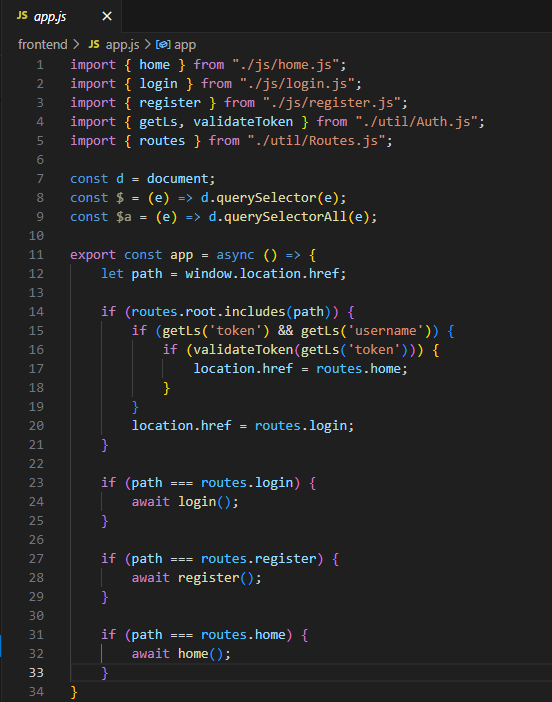 JS app.js ×
frontend > JS app.js > app
1 import { home } from "./js/home.js";
2 import { login } from "./js/login.js";
3 import { register } from "./js/register.js";
4 import { getLs, validateToken } from "./util/Auth.js";
5 import { routes } from "./util/Routes.js";
6
7 const d = document;
8 const $ = (e) => d.querySelector(e);
9 const $a = (e) => d.querySelectorAll(e);
10
11 export const app = async () => {
12     let path = window.location.href;
13
14     if (routes.root.includes(path)) {
15         if (getLs('token') && getLs('username')) {
16             if (validateToken(getLs('token'))) {
17                 location.href = routes.home;
18             }
19         }
20         location.href = routes.login;
21     }
22
23     if (path === routes.login) {
24         await login();
25     }
26
27     if (path === routes.register) {
28         await register();
29     }
30
31     if (path === routes.home) {
32         await home();
33     }
34 }